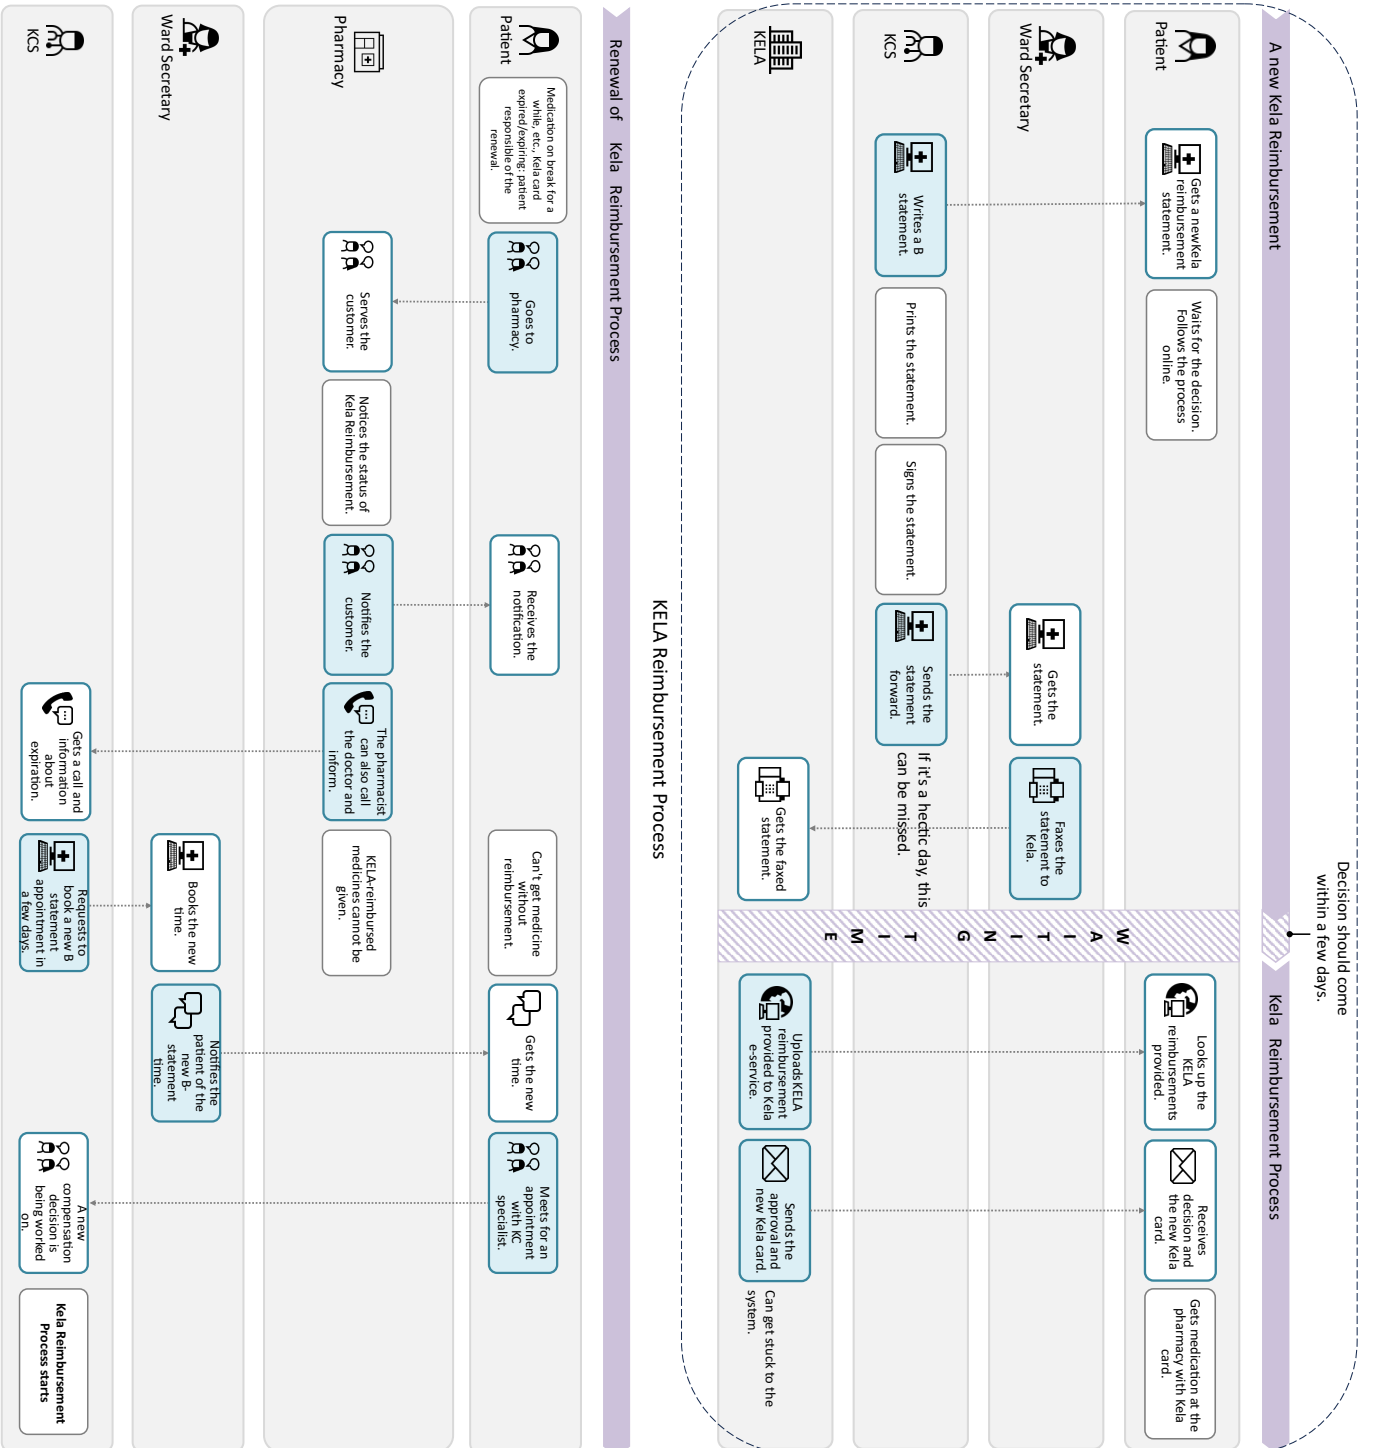 Decision should come
within a few days.
A new Kela Reimbursement
Kela Reimbursement Process
Patient
Gets a new Kela
reimbursement
statement.
Waits for the decision.
Follows the process
online.
Looks up the
KELA
reimbursements
provided.
Receives
decision and
the new Kela
card.
Gets medication at the
pharmacy with Kela
card.
Ward Secretary
Gets the
statement.
Faxes the
statement to
Kela.
KCS
Writes a B
statement.
Prints the statement.
Signs the statement.
Sends the
statement
forward.
If it's a hectic day, this
can be missed.
KELA
Gets the faxed
statement.
WAITING TIME
Uploads KELA
reimbursement
provided to Kela
e-service.
Sends the
approval and
new Kela card.
Can get stuck to the
system.
KELA Reimbursement Process
Renewal of Kela Reimbursement Process
Patient
Medication on break for a
while, etc., Kela card
expired/expiring: patient
responsible of the
renewal.
Goes to
pharmacy.
Receives the
notification.
Can't get medicine
without
reimbursement.
Gets the new
time.
Meets for an
appointment
with KC
specialist.
Pharmacy
Serves the
customer.
Notices the status of
Kela Reimbursement.
Notifies the
customer.
The pharmacist
can also call
the doctor and
inform.
KELA-reimbursed
medicines cannot be
given.
Ward Secretary
Books the new
time.
Notifies the
patient of the
new B-
statement
time.
KCS
Gets a call and
information
about
expiration.
Requests to
book a new B
statement
appointment in
a few days.
A new
compensation
decision is
being worked
on.
Kela Reimbursement
Process starts